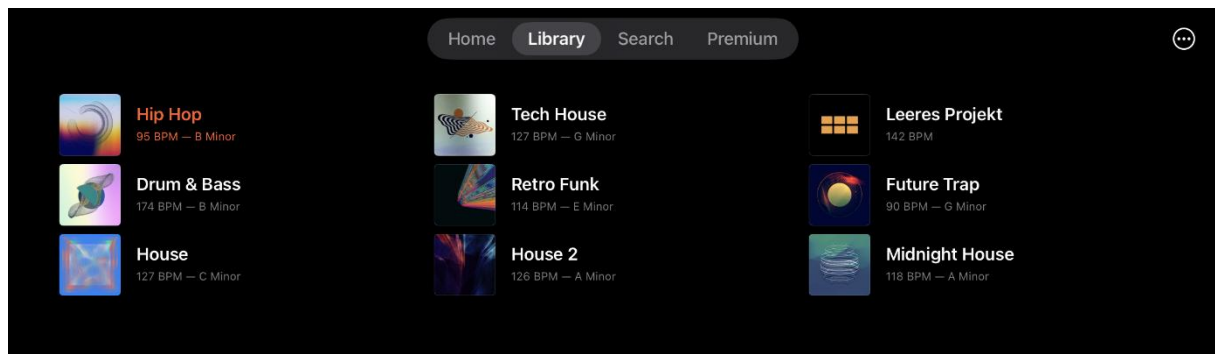 Home Library Search Premium
Hip Hop
95 BPM — B Minor
Tech House
127 BPM — G Minor
Leeres Projekt
142 BPM
Drum & Bass
174 BPM — B Minor
Retro Funk
114 BPM — E Minor
Future Trap
90 BPM — G Minor
House
127 BPM — C Minor
House 2
126 BPM — A Minor
Midnight House
118 BPM — A Minor